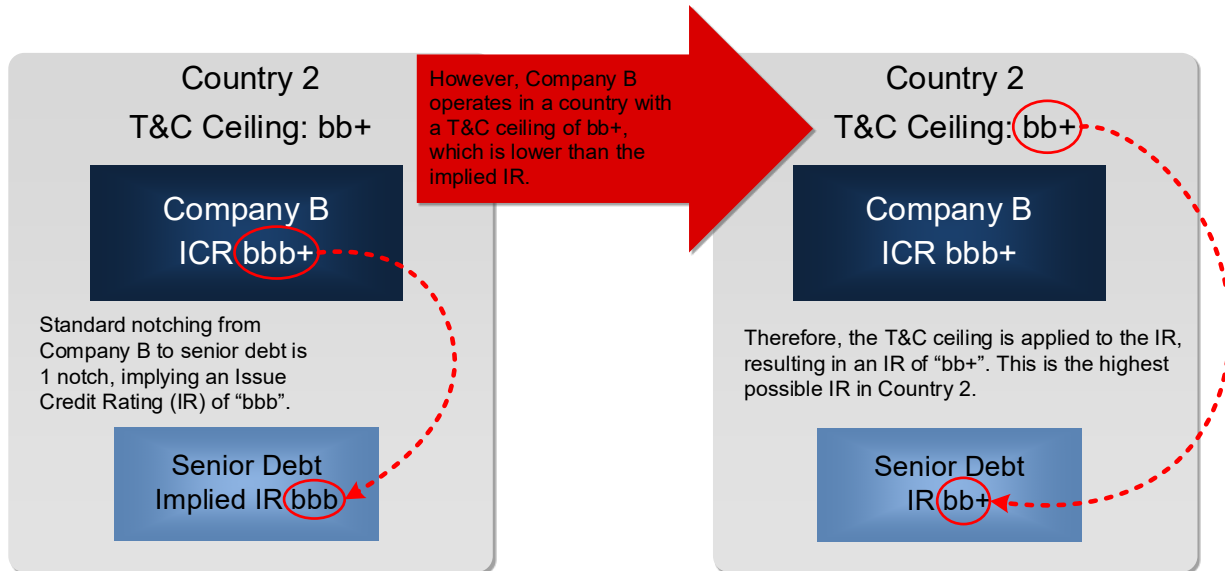 Country 2
T&C Ceiling: bb+
Company B
ICR bbb+
Standard notching from
Company B to senior debt is
1 notch, implying an Issue
Credit Rating (IR) of “bbb”.
Senior Debt
Implied IR bbb
However, Company B
operates in a country with
a T&C ceiling of bb+,
which is lower than the
implied IR.
Country 2
T&C Ceiling: bb+
Company B
ICR bbb+
Therefore, the T&C ceiling is applied to the IR,
resulting in an IR of “bb+”. This is the highest
possible IR in Country 2.
Senior Debt
IR bb+